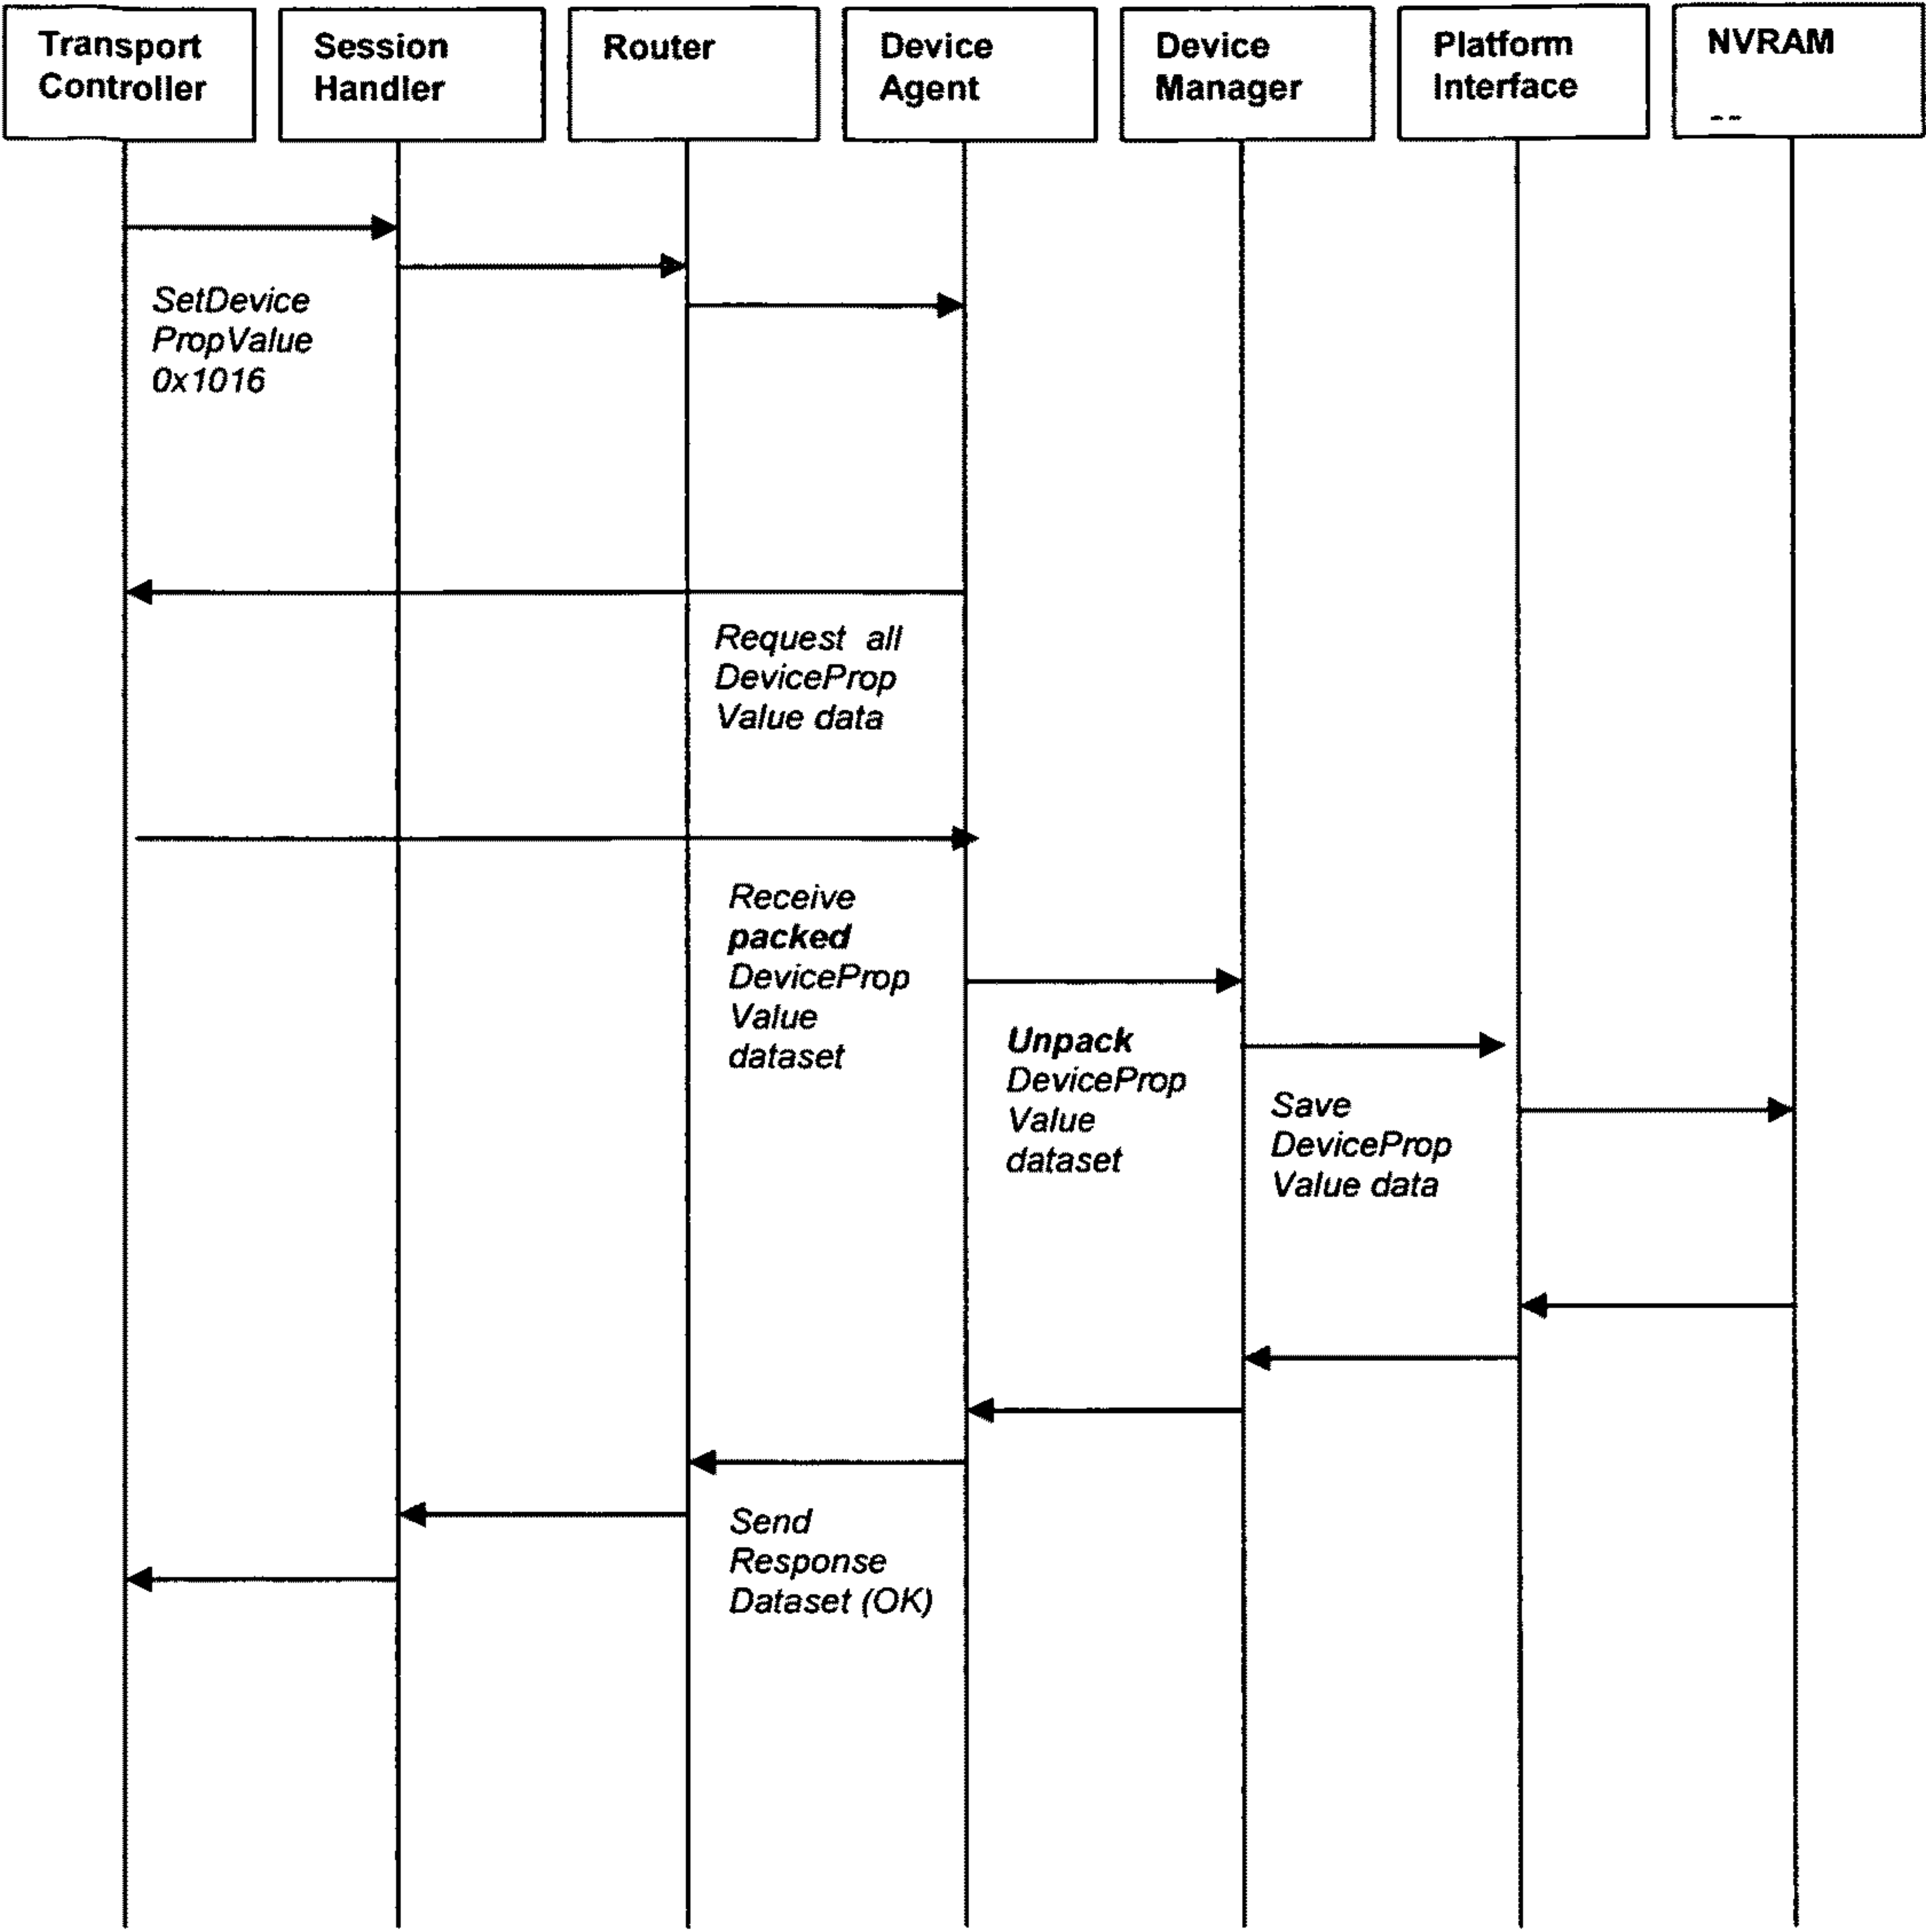 Transport
Controller
Session
Handler
Router
Device
Agent
Device
Manager
Platform
Interface
NVRAM
--
SetDevice
PropValue
0x1016
Request all
DeviceProp
Value data
Receive
packed
DeviceProp
Value
dataset
Unpack
DeviceProp
Value
dataset
Save
DeviceProp
Value data
Send
Response
Dataset (OK)